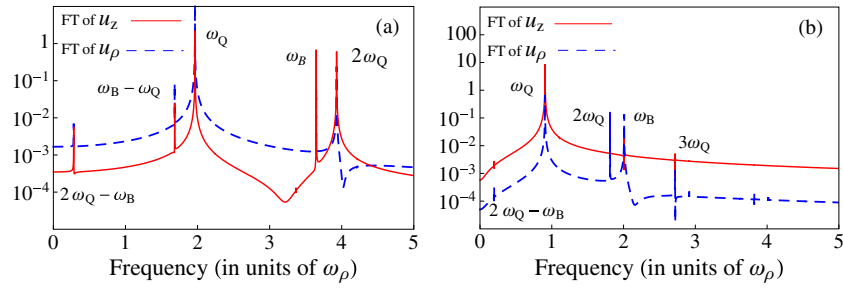 (a)
FT of u_z
FT of u_ρ
ω_Q
ω_B − ω_Q
ω_B
2ω_Q
2ω_Q − ω_B
1
10⁻¹
10⁻²
10⁻³
10⁻⁴
0 1 2 3 4 5
Frequency (in units of ω_ρ)
(b)
FT of u_z
FT of u_ρ
ω_Q
2ω_Q
ω_B
3ω_Q
2ω_Q − ω_B
100
10
1
10⁻¹
10⁻²
10⁻³
10⁻⁴
0 1 2 3 4 5
Frequency (in units of ω_ρ)